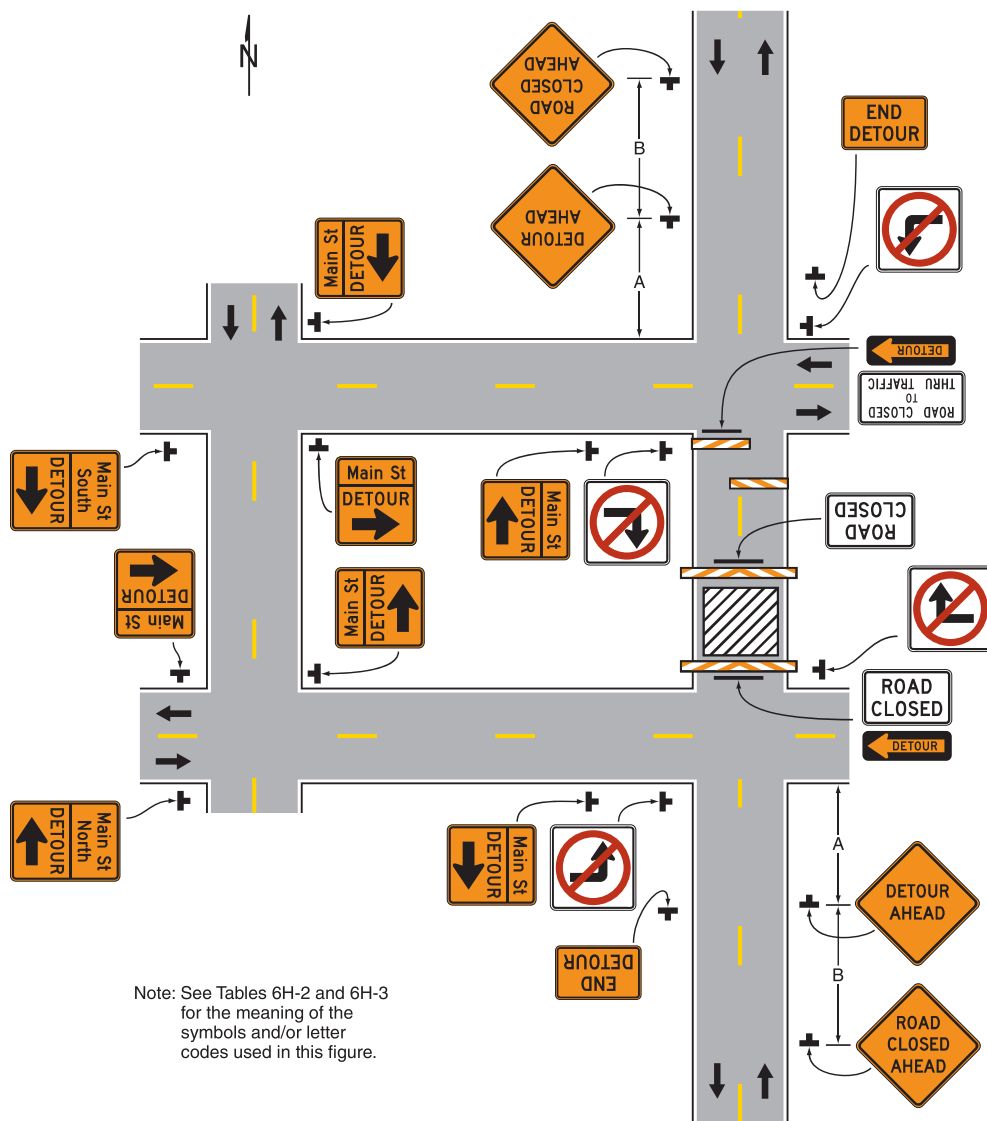 N
ROAD
CLOSED
AHEAD
END
DETOUR
B
DETOUR
AHEAD
Main St
DETOUR
A
DETOUR
ROAD CLOSED
TO
THRU TRAFFIC
Main St
South
DETOUR
Main St
DETOUR
Main St
DETOUR
ROAD
CLOSED
Main St
DETOUR
Main St
DETOUR
ROAD
CLOSED
DETOUR
Main St
North
DETOUR
Main St
DETOUR
A
DETOUR
AHEAD
END
DETOUR
B
Note: See Tables 6H-2 and 6H-3
for the meaning of the
symbols and/or letter
codes used in this figure.
ROAD
CLOSED
AHEAD